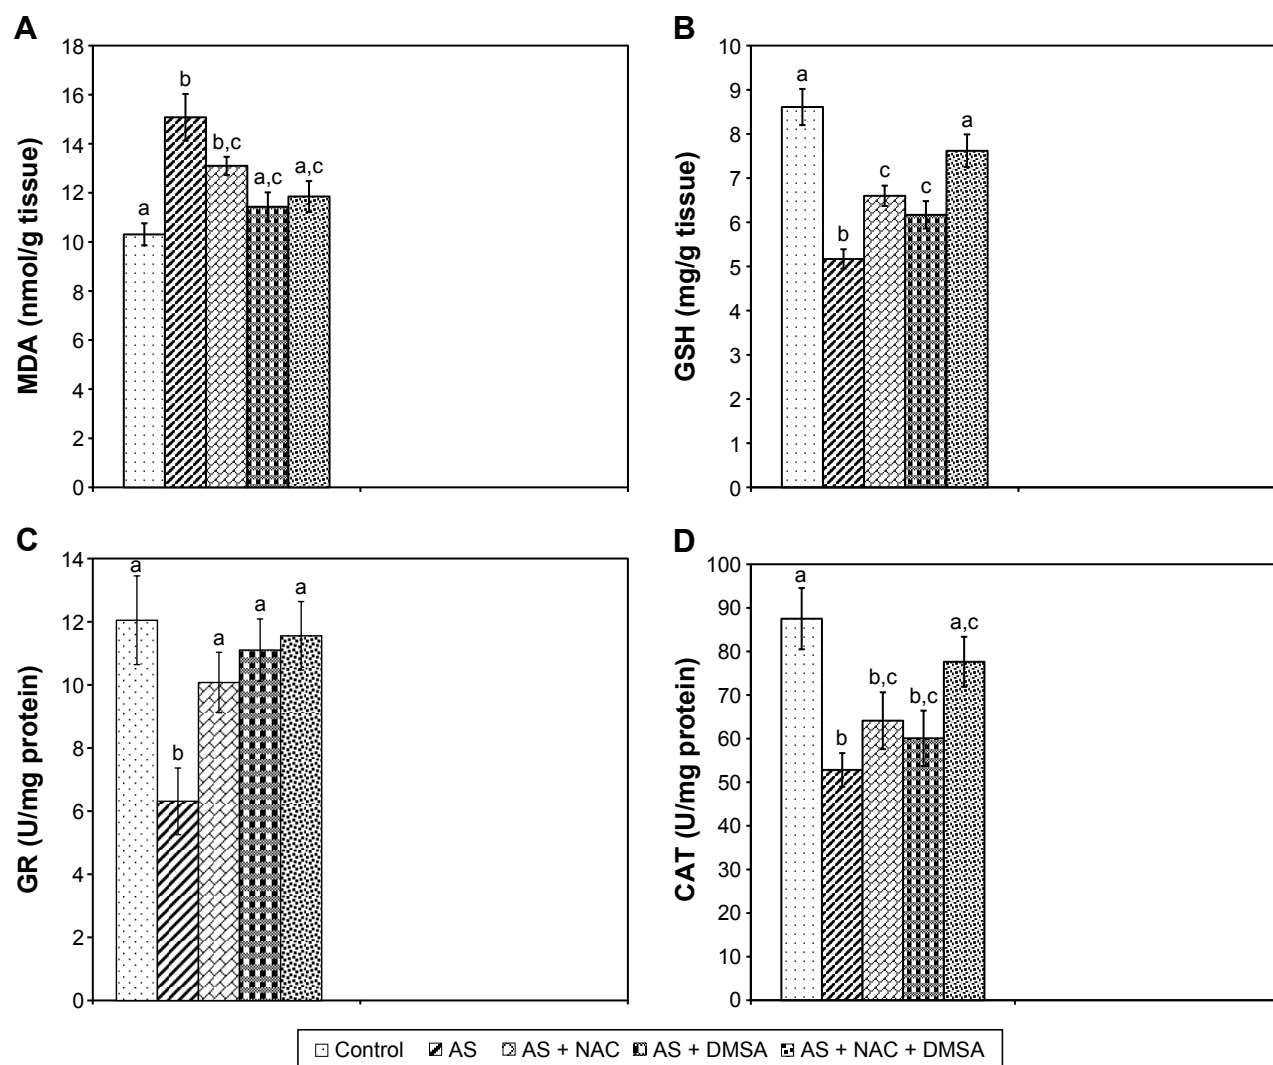 A
MDA (nmol/g tissue)
18
16
14
12
10
8
6
4
2
0
a
b
b,c
a,c
a,c
B
GSH (mg/g tissue)
10
9
8
7
6
5
4
3
2
1
0
a
b
c
c
a
C
GR (U/mg protein)
14
12
10
8
6
4
2
0
a
b
a
a
a
D
CAT (U/mg protein)
100
90
80
70
60
50
40
30
20
10
0
a
b
b,c
b,c
a,c
Control AS AS + NAC AS + DMSA AS + NAC + DMSA